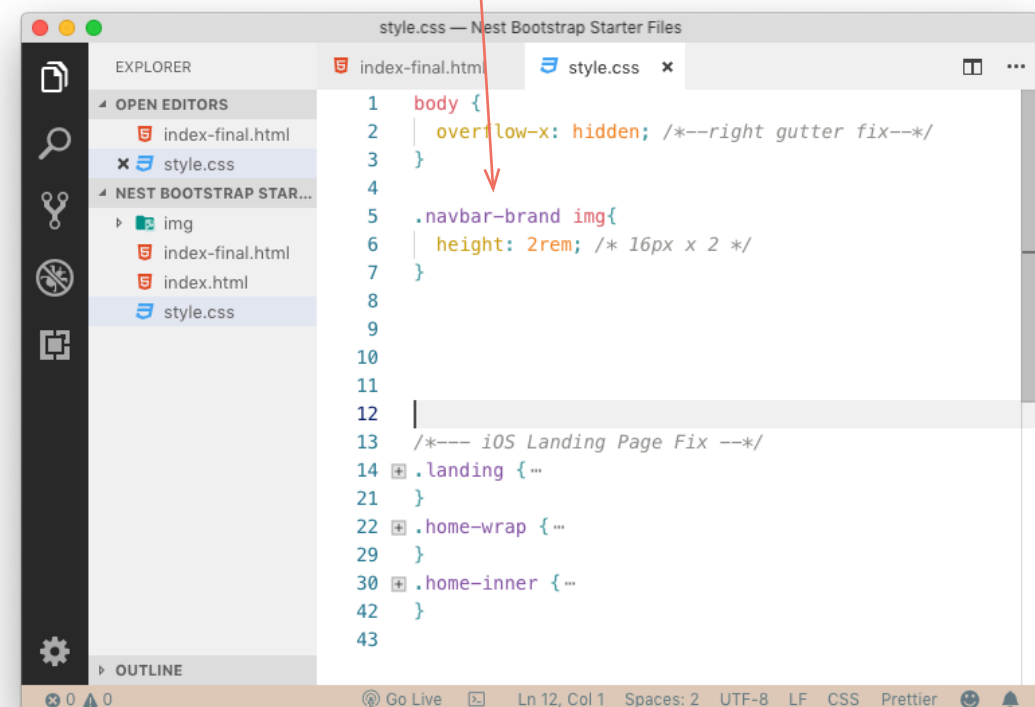 style.css — Nest Bootstrap Starter Files
EXPLORER
OPEN EDITORS
index-final.html
style.css
NEST BOOTSTRAP STAR...
img
index-final.html
index.html
style.css
OUTLINE
index-final.html
style.css
1 body {
2 overflow-x: hidden; /*--right gutter fix--*/
3 }
4
5 .navbar-brand img{
6 height: 2rem; /* 16px x 2 */
7 }
8
9
10
11
12
13 /*--- iOS Landing Page Fix --*/
14 .landing {…
21 }
22 .home-wrap {…
29 }
30 .home-inner {…
42 }
43
0 0 Go Live Ln 12, Col 1 Spaces: 2 UTF-8 LF CSS Prettier